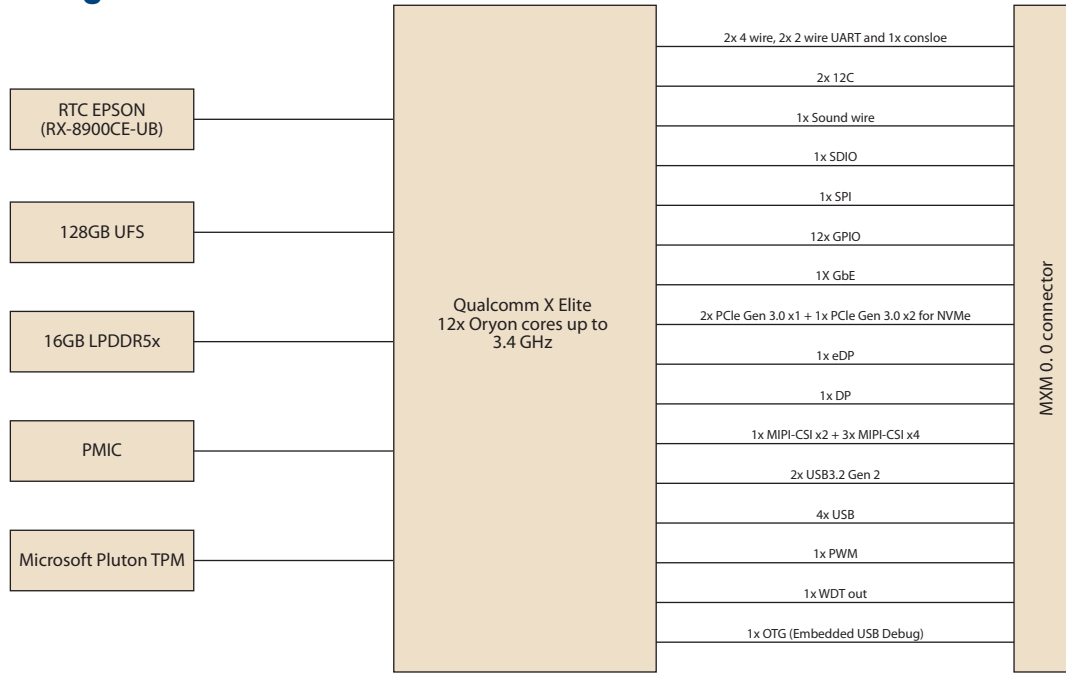 RTC EPSON
(RX-8900CE-UB)
128GB UFS
16GB LPDDR5x
PMIC
Microsoft Pluton TPM
Qualcomm X Elite
12x Oryon cores up to
3.4 GHz
2x 4 wire, 2x 2 wire UART and 1x consloe
2x 12C
1x Sound wire
1x SDIO
1x SPI
12x GPIO
1X GbE
2x PCle Gen 3.0 x1 + 1x PCle Gen 3.0 x2 for NVMe
1x eDP
1x DP
1x MIPI-CSI x2 + 3x MIPI-CSI x4
2x USB3.2 Gen 2
4x USB
1x PWM
1x WDT out
1x OTG (Embedded USB Debug)
MXM 0. 0 connector